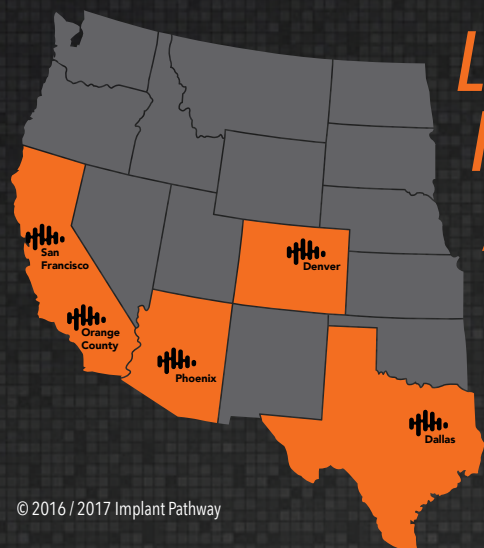 San
Francisco
Denver
Orange
County
Phoenix
Dallas
© 2016 / 2017 Implant Pathway